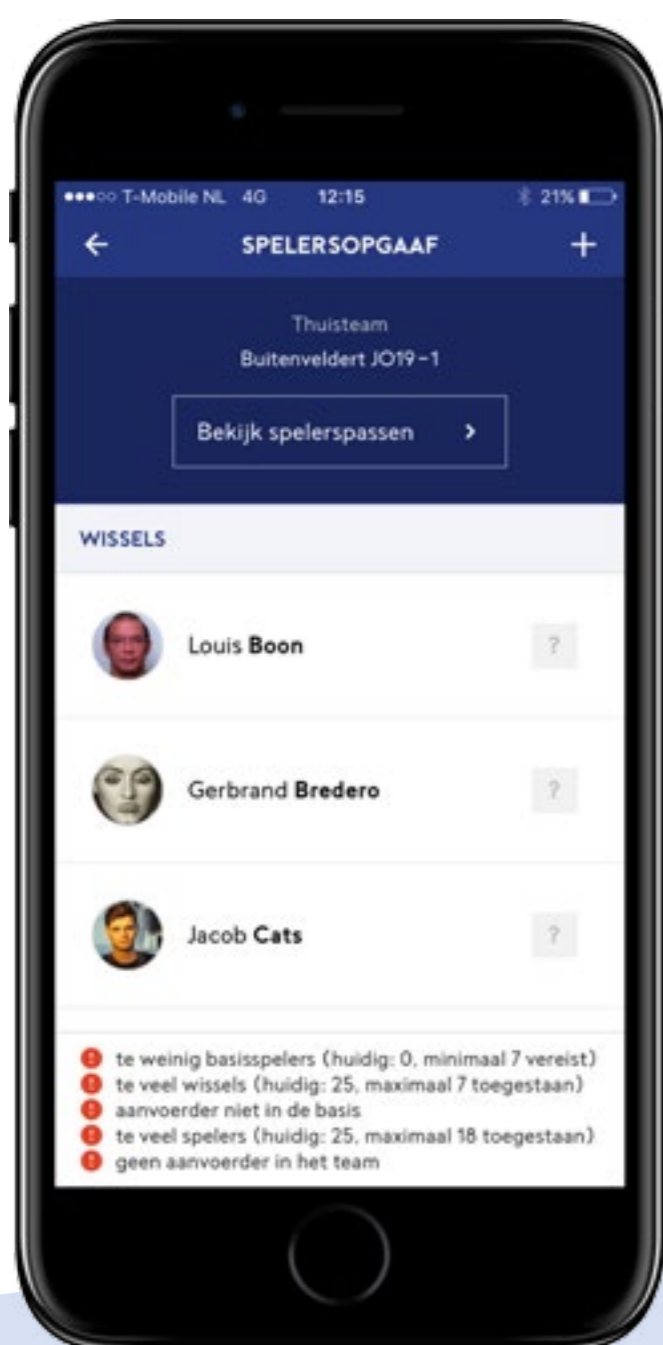 T-Mobile NL 4G 12:15 21%
SPELERSOPGAAF
Thuisteam
Buitenveldert JO19-1
Bekijk spelerspassen
WISSELS
Louis Boon
?
Gerbrand Bredero
?
Jacob Cats
?
te weinig basisspelers (huidig: 0, minimaal 7 vereist)
te veel wissels (huidig: 25, maximaal 7 toegestaan)
aanvoerder niet in de basis
te veel spelers (huidig: 25, maximaal 18 toegestaan)
geen aanvoerder in het team